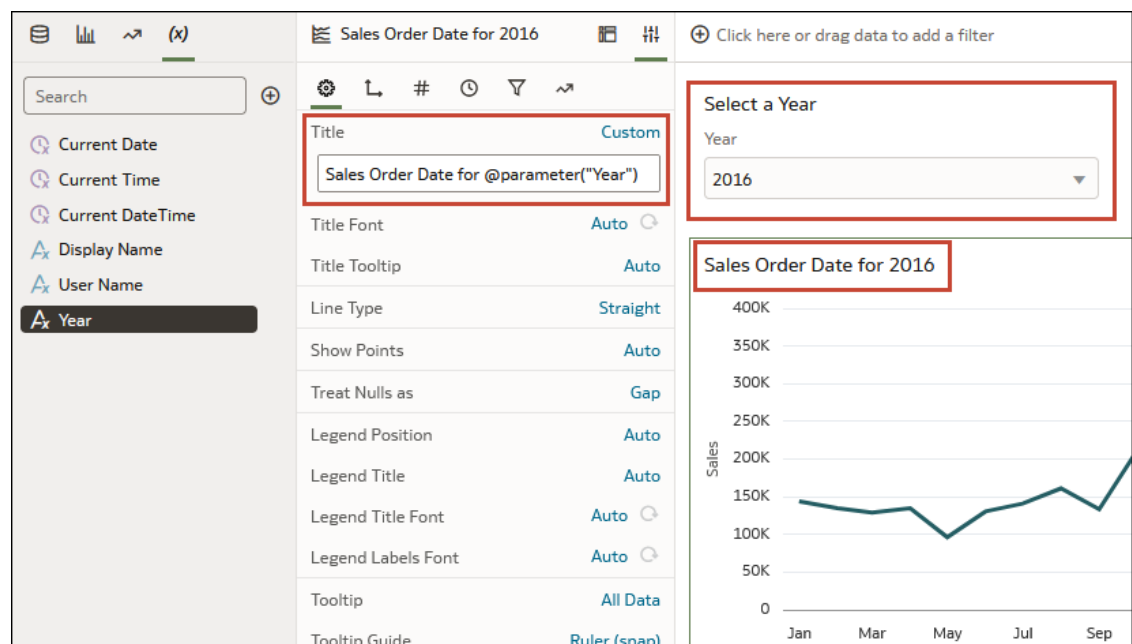 (x)
Search
Current Date
Current Time
Current DateTime
Display Name
User Name
Year
Sales Order Date for 2016
Title Custom
Sales Order Date for @parameter("Year")
Title Font Auto
Title Tooltip Auto
Line Type Straight
Show Points Auto
Treat Nulls as Gap
Legend Position Auto
Legend Title Auto
Legend Title Font Auto
Legend Labels Font Auto
Tooltip All Data
Tooltip Guide Ruler (snap)
Click here or drag data to add a filter
Select a Year
Year
2016
Sales Order Date for 2016
Sales
400K
350K
300K
250K
200K
150K
100K
50K
0
Jan Mar May Jul Sep